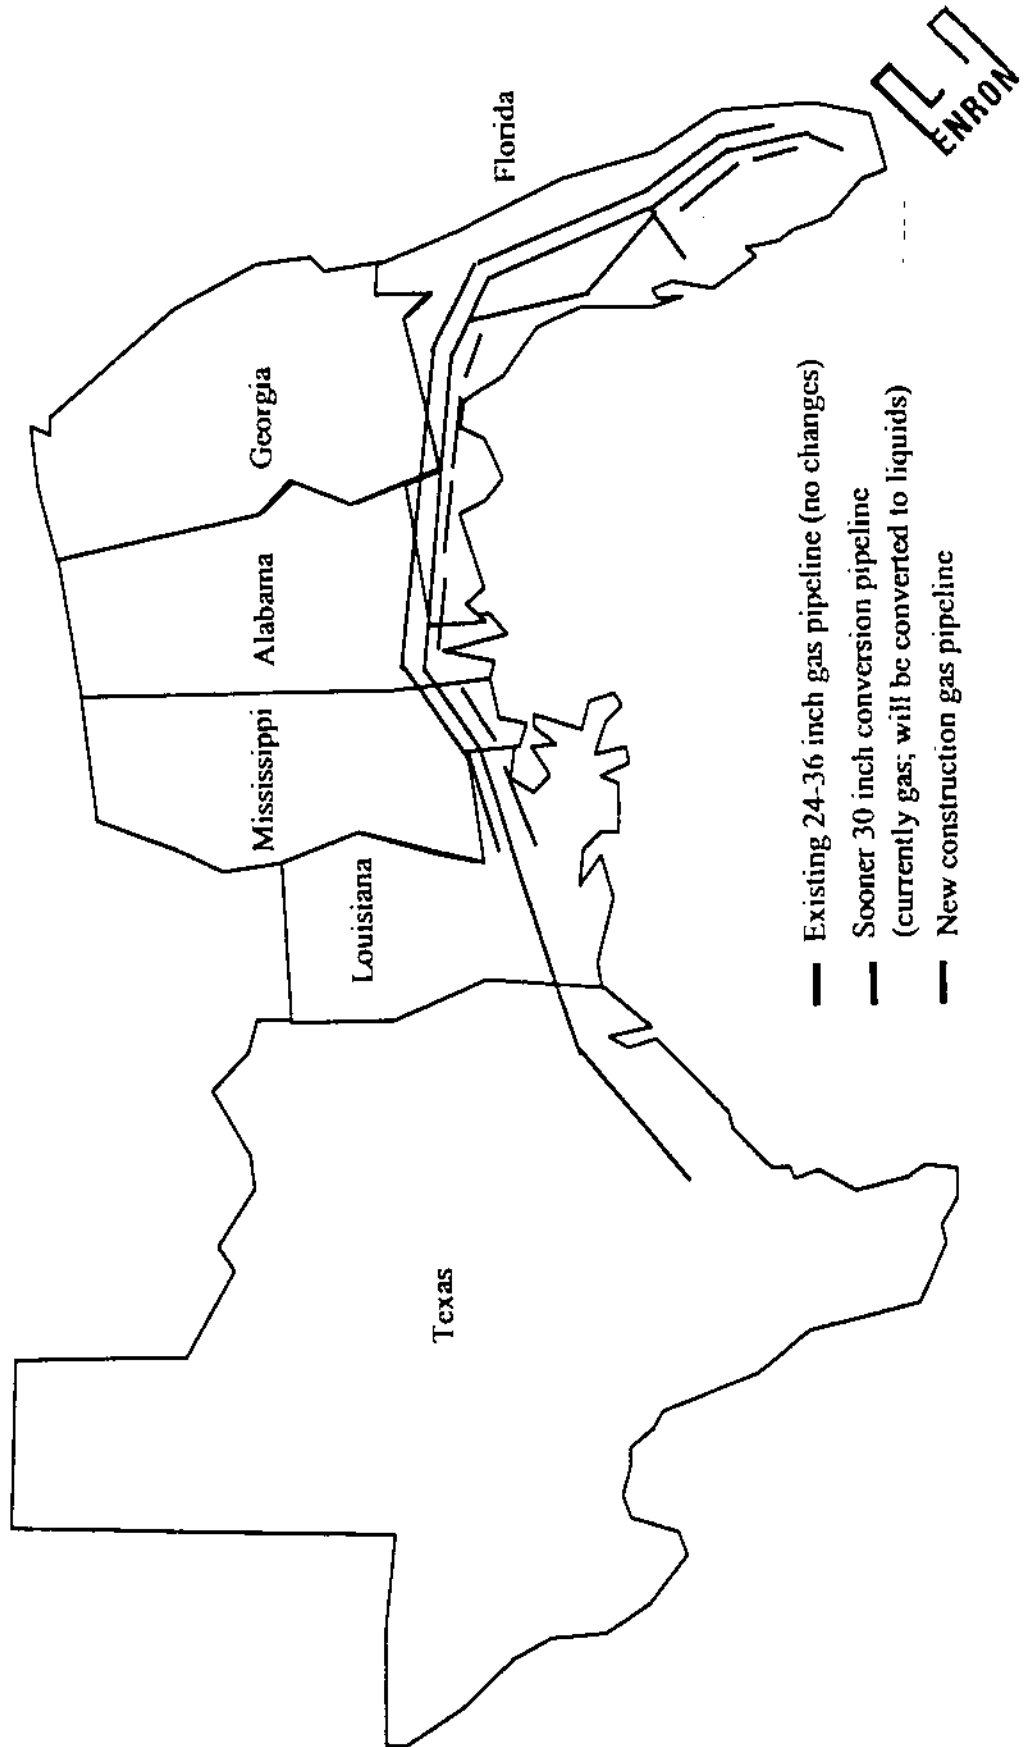 Texas
Louisiana
Mississippi
Alabama
Georgia
Florida
Existing 24-36 inch gas pipeline (no changes)
Sooner 30 inch conversion pipeline
(currently gas; will be converted to liquids)
New construction gas pipeline
ENRON